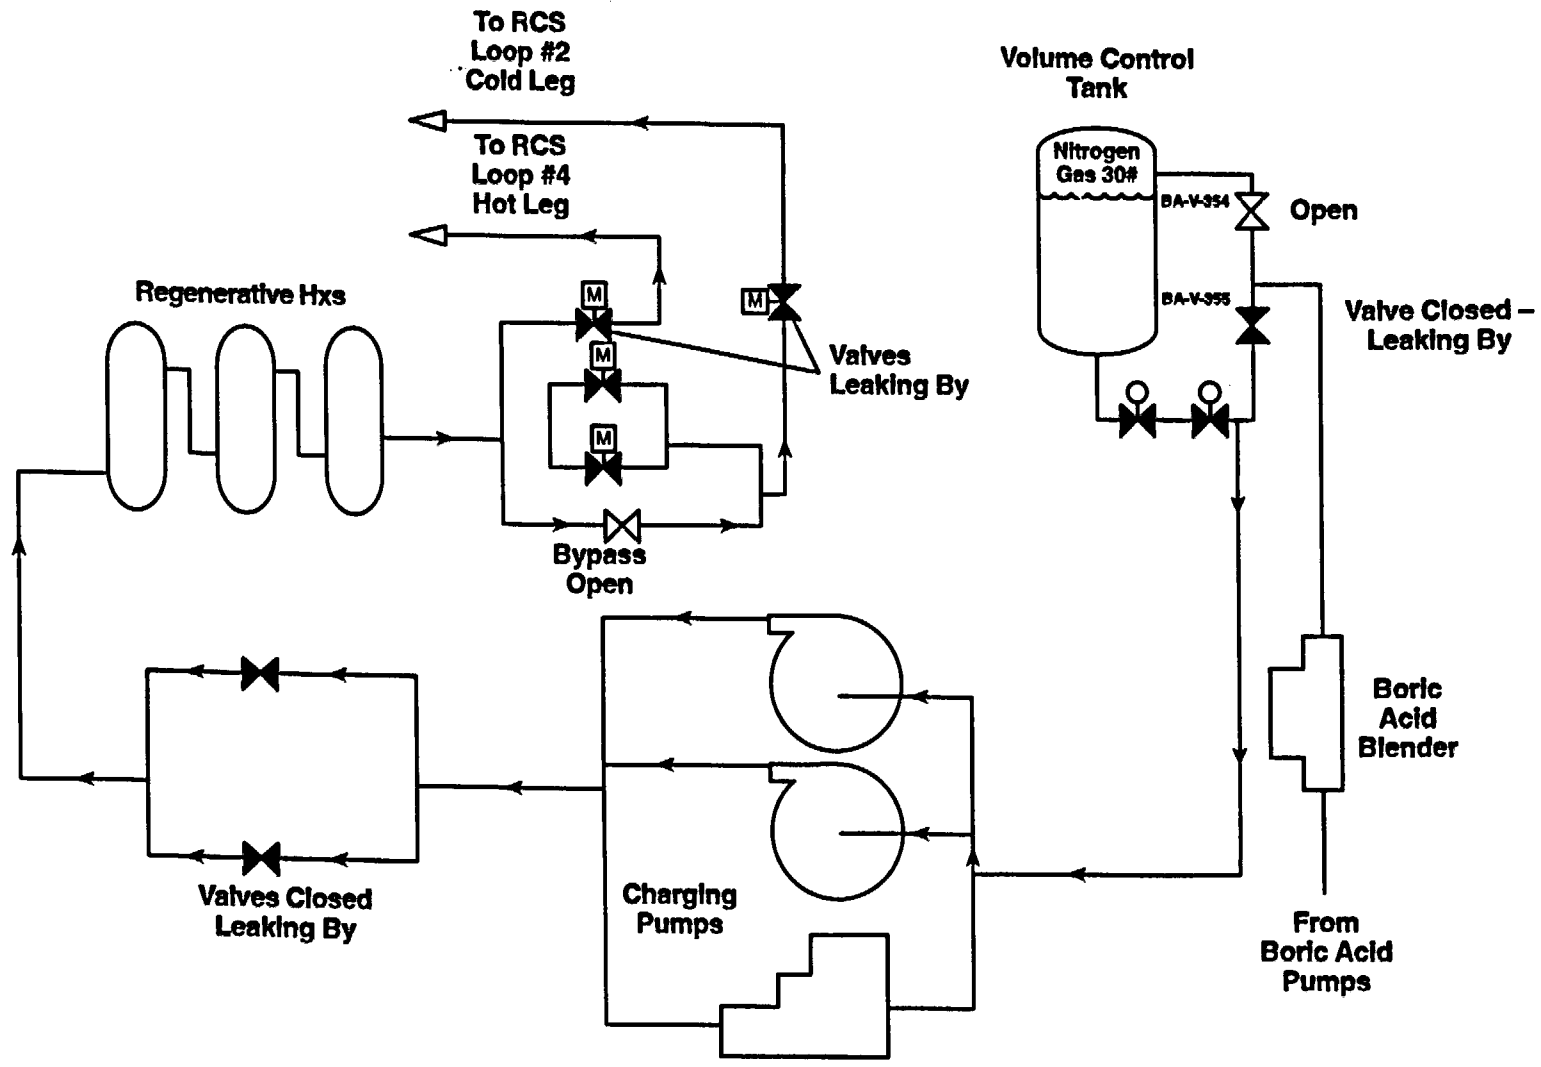 To RCS
Loop #2
Cold Leg
To RCS
Loop #4
Hot Leg
Volume Control
Tank
Nitrogen
Gas 30#
BA-V-354
Open
BA-V-355
Valve Closed –
Leaking By
Regenerative Hxs
M
M
M
M
Valves
Leaking By
Bypass
Open
Boric
Acid
Blender
Valves Closed
Leaking By
Charging
Pumps
From
Boric Acid
Pumps